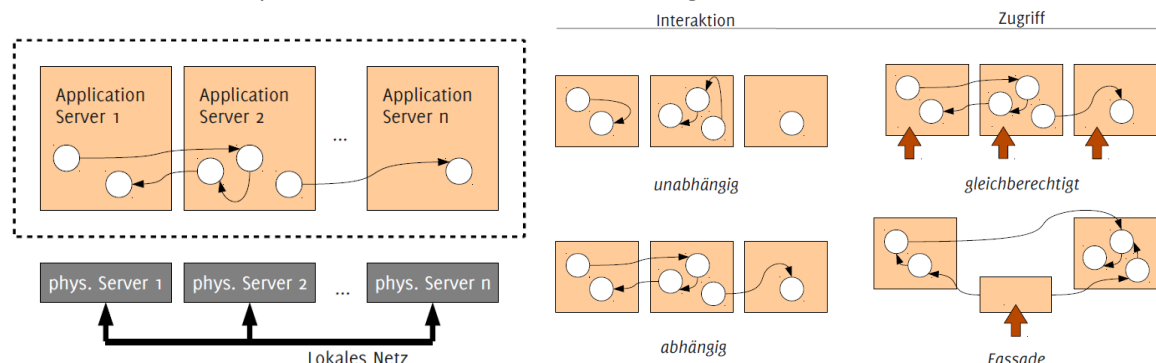 Application
Server 1
Application
Server 2
...
Application
Server n
phys. Server 1
phys. Server 2
...
phys. Server n
Lokales Netz
Interaktion
Zugriff
unabhängig
gleichberechtigt
abhängig
Fassade